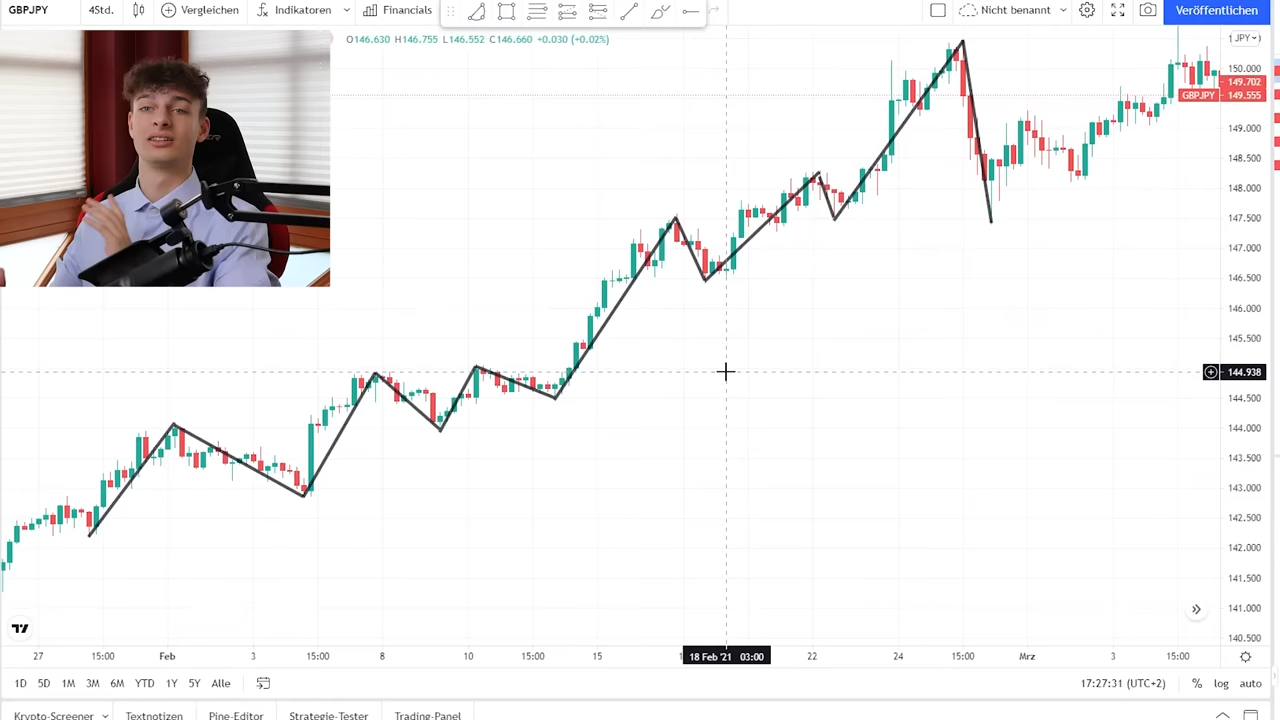 GBPJPY 4Std. Vergleichen Indikatoren Financials Nicht benannt Veröffentlichen
O146.630 H146.755 L146.552 C146.660 +0.030 (+0.02%)
JPY
150.000
149.702
GBPJPY 149.555
149.000
148.500
148.000
147.500
147.000
146.500
146.000
145.500
144.938
144.500
144.000
143.500
143.000
142.500
142.000
141.500
141.000
140.500
27 15:00 Feb 3 15:00 8 10 15:00 15 18 Feb '21 03:00 22 24 15:00 Mrz 3 15:00
1D 5D 1M 3M 6M YTD 1Y 5Y Alle 17:27:31 (UTC+2) % log auto
Krypto-Screener Textnotizen Pine-Editor Strategie-Tester Trading-Panel